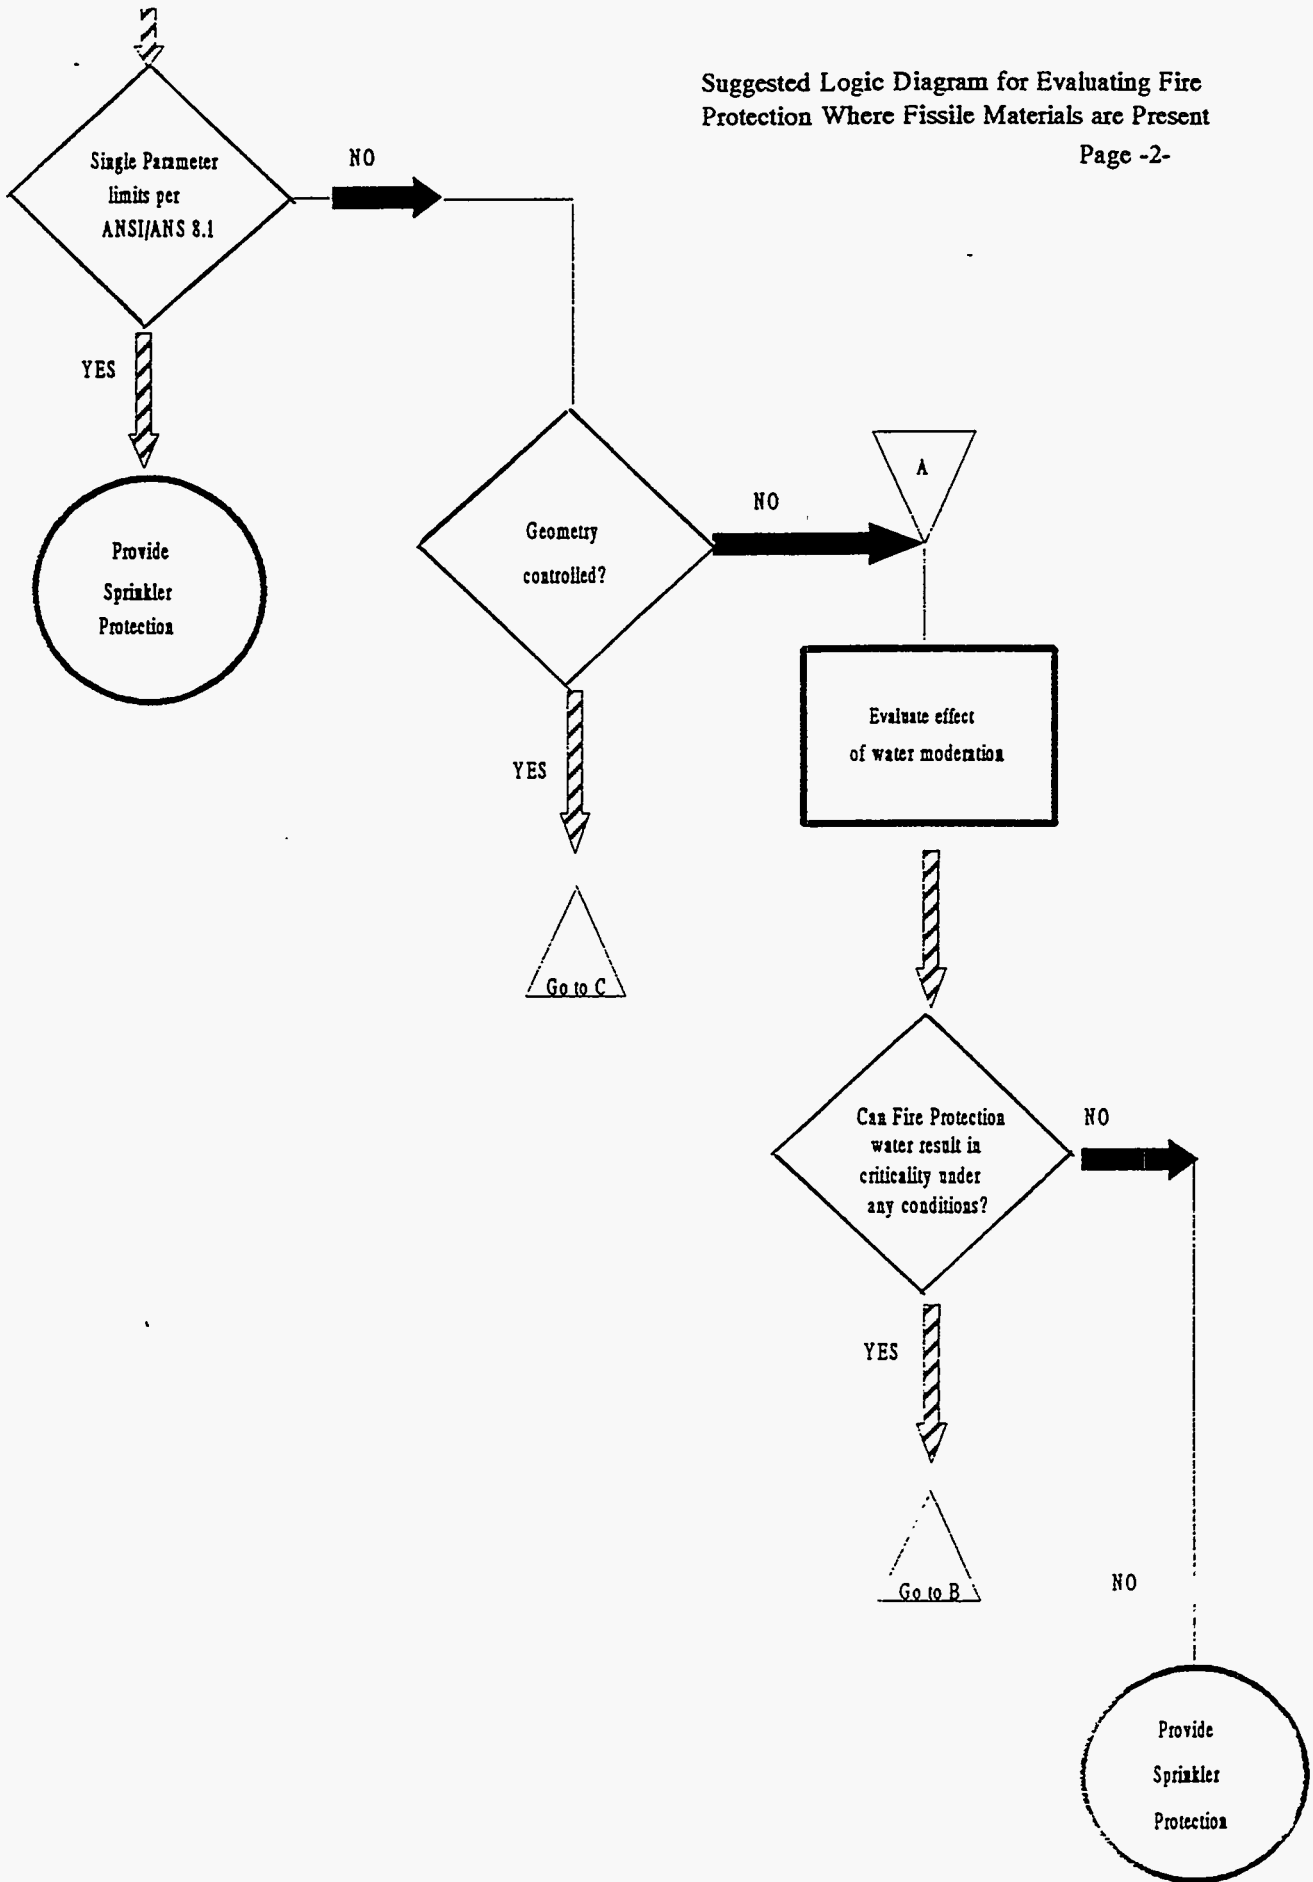 Suggested Logic Diagram for Evaluating Fire
Protection Where Fissile Materials are Present
Page -2-
Single Parameter
limits per
ANSI/ANS 8.1
NO
YES
Provide
Sprinkler
Protection
Geometry
controlled?
NO
A
YES
Go to C
Evaluate effect
of water moderation
Can Fire Protection
water result in
criticality under
any conditions?
NO
YES
Go to B
NO
Provide
Sprinkler
Protection